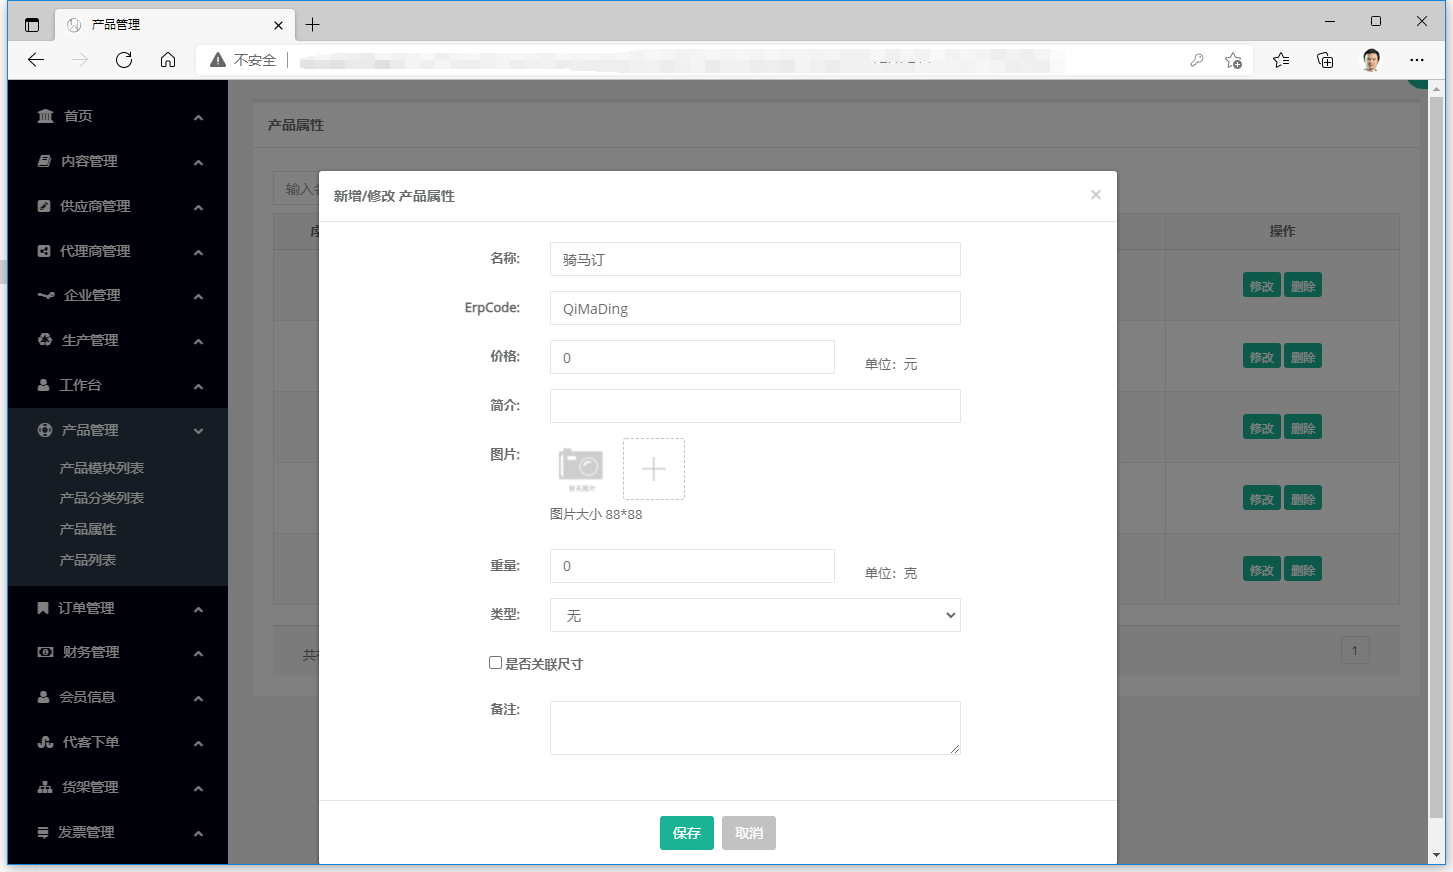 产品管理
不安全
首页
内容管理
供应商管理
代理商管理
企业管理
生产管理
工作台
产品管理
产品模块列表
产品分类列表
产品属性
产品列表
订单管理
财务管理
会员信息
代客下单
货架管理
发票管理
产品属性
输入
操作
修改 删除
修改 删除
修改 删除
修改 删除
修改 删除
共
1
新增/修改 产品属性
×
名称: 骑马订
ErpCode: QiMaDing
价格: 0 单位：元
简介:
图片:
暂无图片
图片大小 88*88
重量: 0 单位：克
类型: 无
是否关联尺寸
备注:
保存 取消